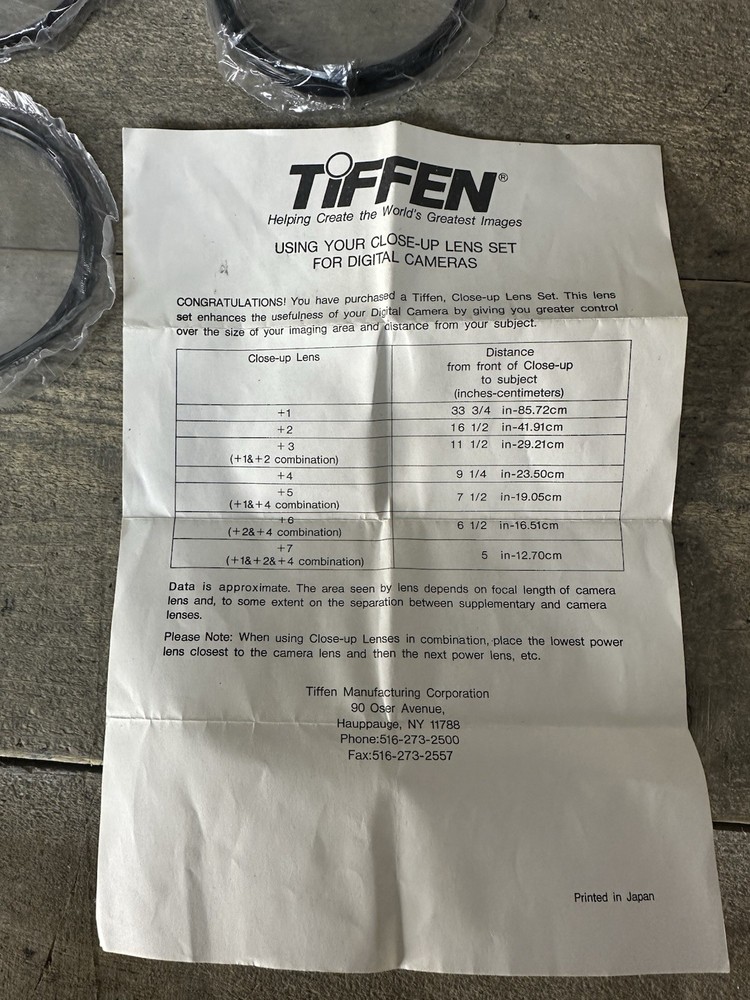 TIFFEN®
Helping Create the World's Greatest Images
USING YOUR CLOSE-UP LENS SET
FOR DIGITAL CAMERAS
CONGRATULATIONS! You have purchased a Tiffen, Close-up Lens Set. This lens
set enhances the usefulness of your Digital Camera by giving you greater control
over the size of your imaging area and distance from your subject.
Close-up Lens
Distance
from front of Close-up
to subject
(inches-centimeters)
+1 33 3/4 in-85.72cm
+2 16 1/2 in-41.91cm
+3 11 1/2 in-29.21cm
(+1&+2 combination)
+4 9 1/4 in-23.50cm
+5
(+1&+4 combination) 7 1/2 in-19.05cm
+6
(+2&+4 combination) 6 1/2 in-16.51cm
+7
(+1&+2&+4 combination) 5 in-12.70cm
Data is approximate. The area seen by lens depends on focal length of camera
lens and, to some extent on the separation between supplementary and camera
lenses.
Please Note: When using Close-up Lenses in combination, place the lowest power
lens closest to the camera lens and then the next power lens, etc.
Tiffen Manufacturing Corporation
90 Oser Avenue,
Hauppauge, NY 11788
Phone:516-273-2500
Fax:516-273-2557
Printed in Japan